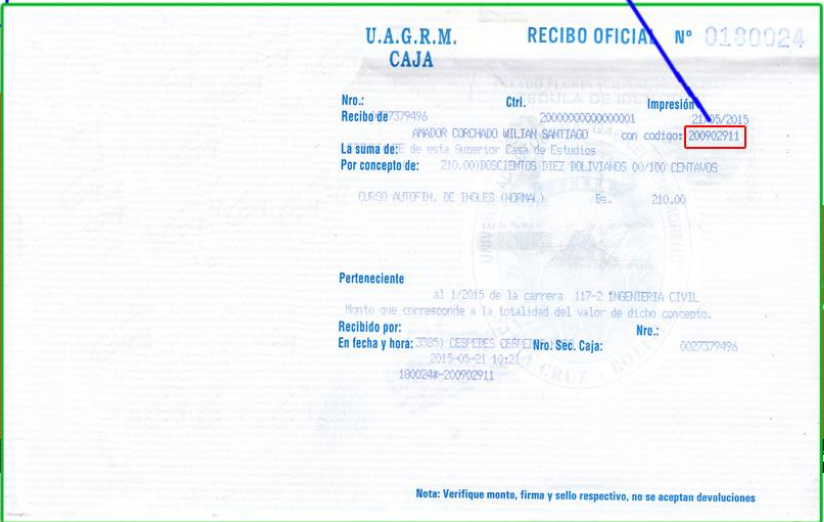 U.A.G.R.M.
CAJA
RECIBO OFICIAL Nº 0180024
Nro.: Ctrl. Impresión
Recibo de 0027379496 20000000000000001 21/05/2015
AMADOR CORCHADO WILIAN SANTIAGO con codigo: 200902911
La suma de: de esta Superior Casa de Estudios
Por concepto de: 210.00)DOSCIENTOS DIEZ BOLIVIANOS 00/100 CENTAVOS
CURSO AUTOFIN. DE INGLES (NORMAL) Bs. 210.00
Perteneciente
al 1/2015 de la carrera 117-2 INGENIERIA CIVIL
Monto que corresponde a la totalidad del valor de dicho concepto.
Recibido por: Nro.:
En fecha y hora: 3385) CESPEDES Nro. Sec. Caja: 0027379496
2015-05-21 10:21
180024#-200902911
Nota: Verifique monto, firma y sello respectivo, no se aceptan devoluciones